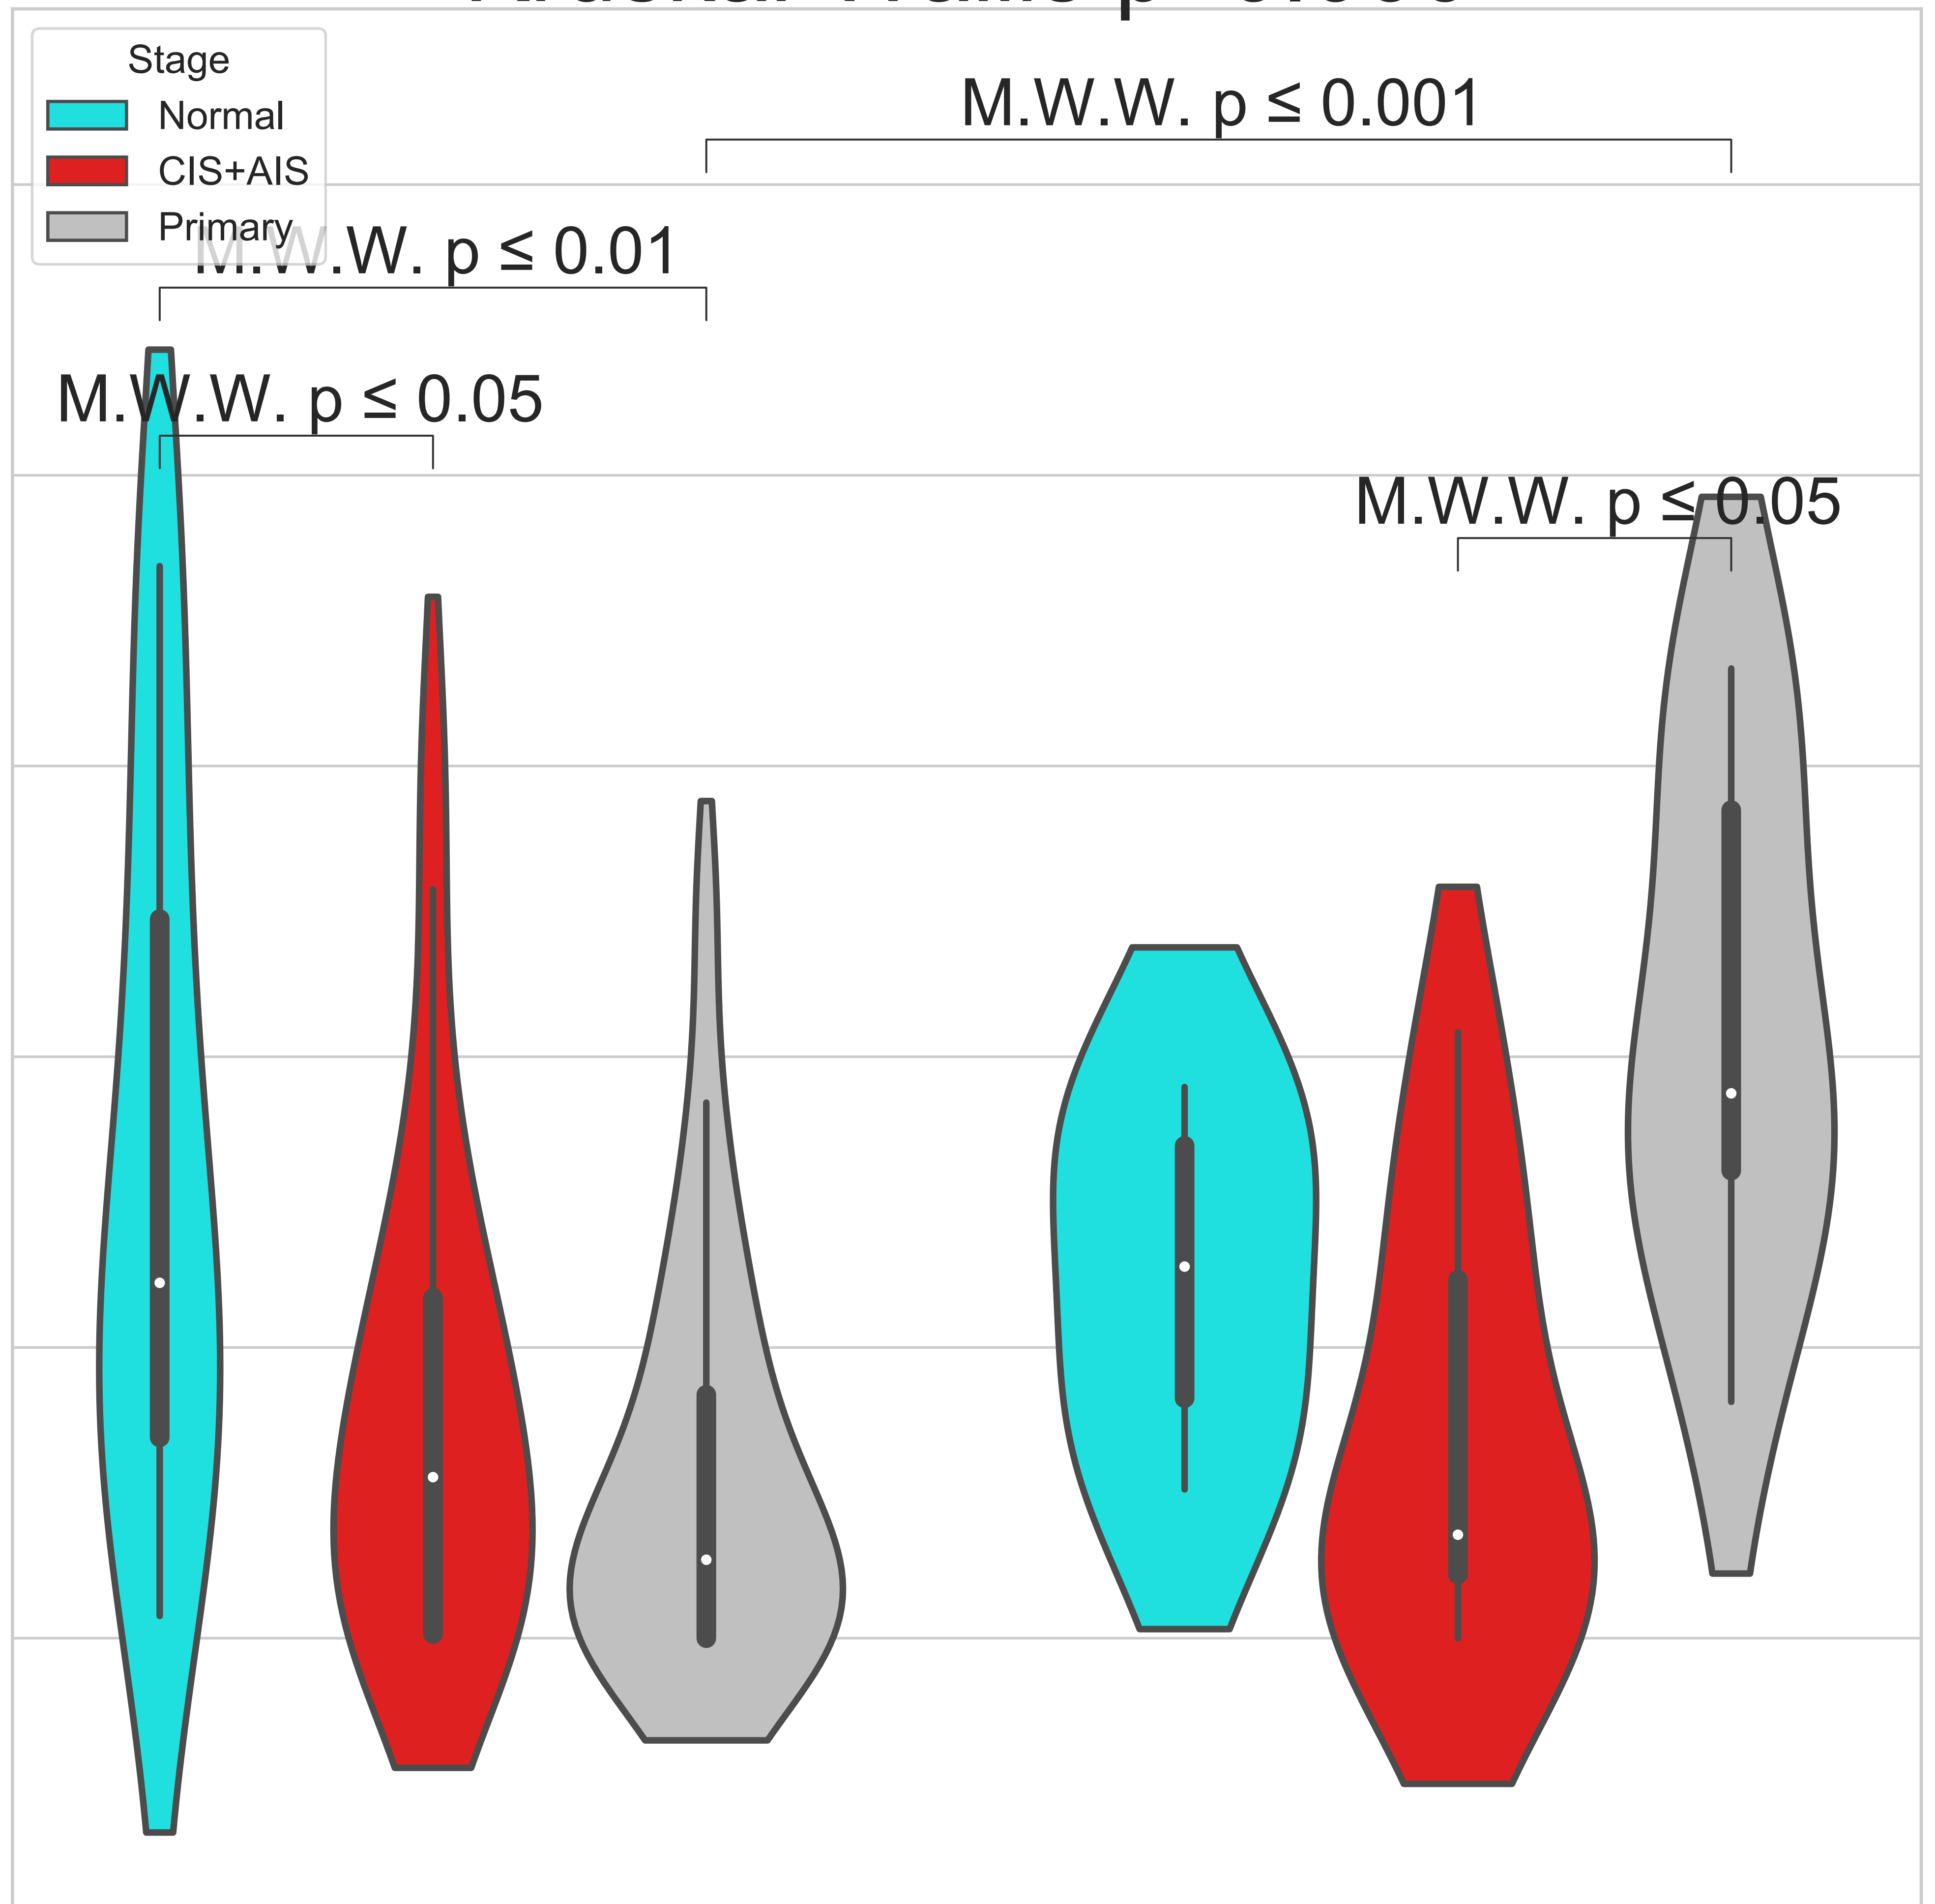 Stage
Normal
CIS+AIS
Primary
M.W.W. p ≤ 0.001
M.W.W. p ≤ 0.01
M.W.W. p ≤ 0.05
M.W.W. p ≤ 0.05